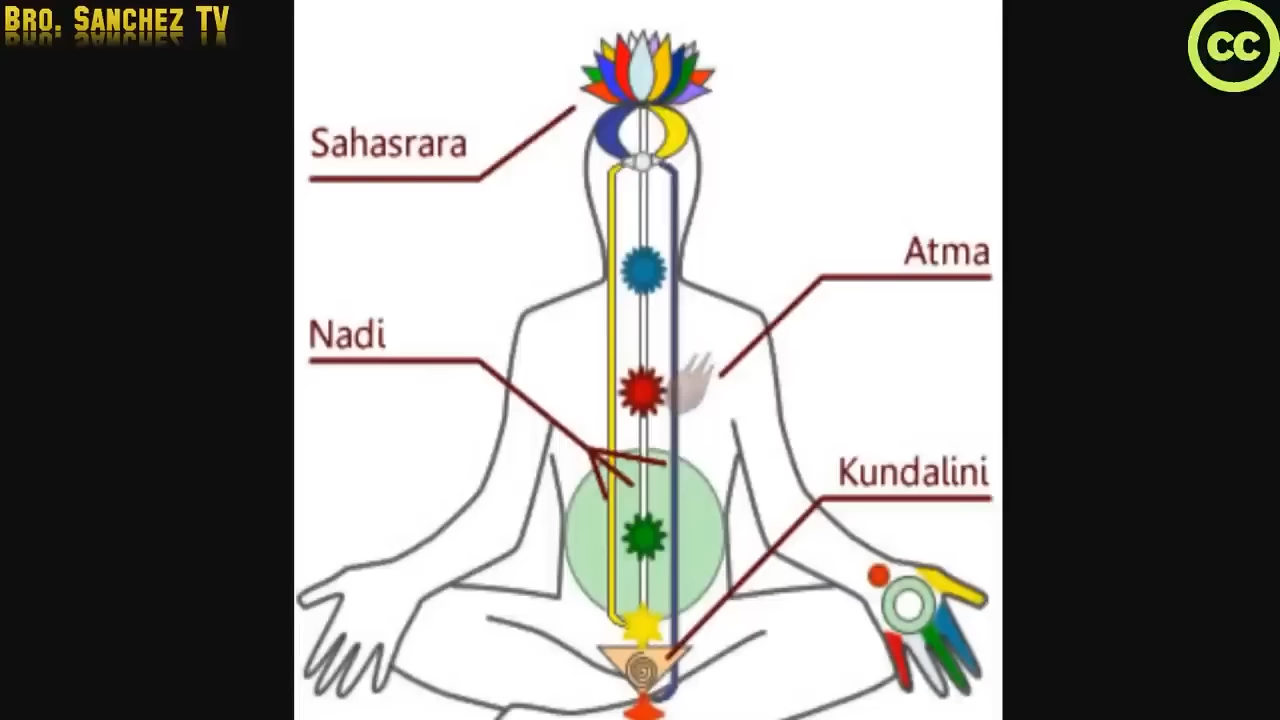 Bro. Sanchez TV
CC
Sahasrara
Atma
Nadi
Kundalini